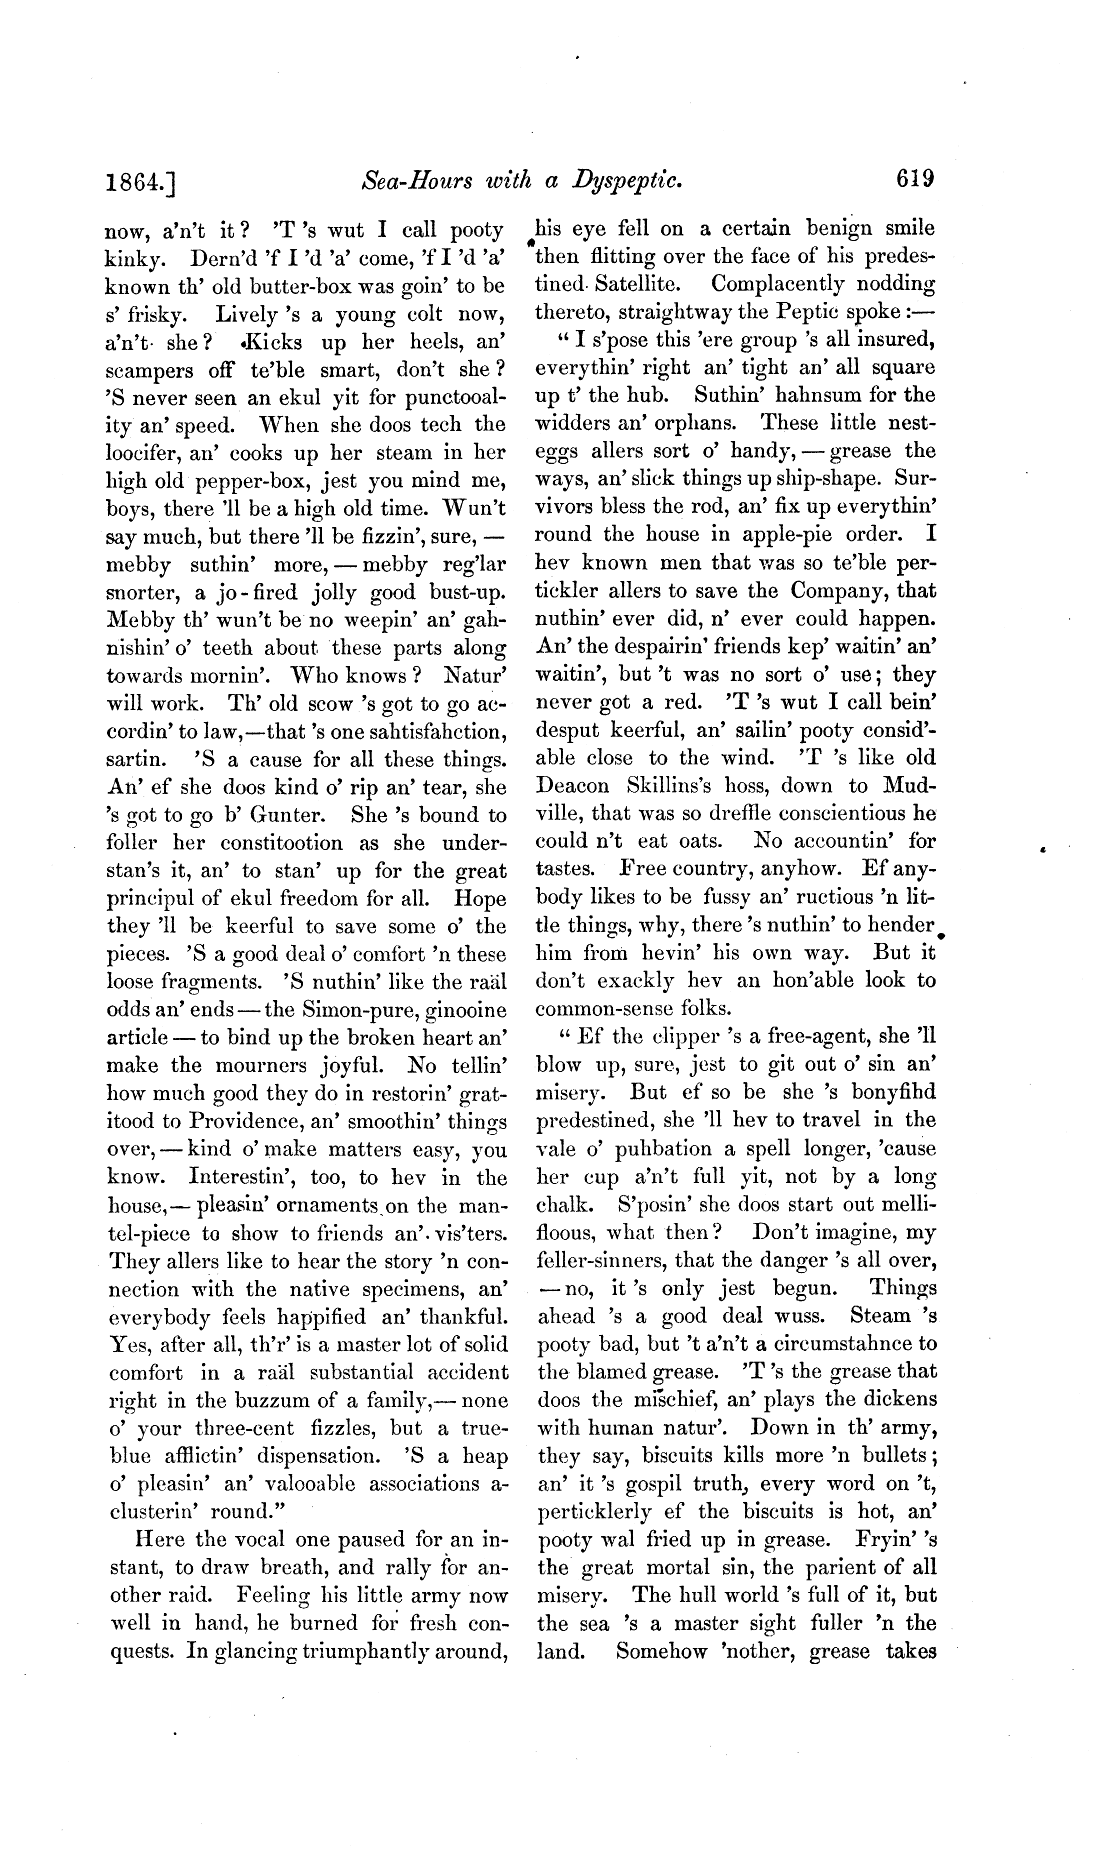 1864.] Sea-Hours with a Dyspeptic. 619
now, a'n't it? 'T 's wut I call pooty
kinky. Dern'd 'f I 'd 'a' come, 'f I 'd 'a'
known th' old butter-box was goin' to be
s' frisky. Lively 's a young colt now,
a'n't she? Kicks up her heels, an'
scampers off te'ble smart, don't she?
'S never seen an ekul yit for punctooal-
ity an' speed. When she doos tech the
loocifer, an' cooks up her steam in her
high old pepper-box, jest you mind me,
boys, there 'll be a high old time. Wun't
say much, but there 'll be fizzin', sure, —
mebby suthin' more, — mebby reg'lar
snorter, a jo-fired jolly good bust-up.
Mebby th' wun't be no weepin' an' gah-
nishin' o' teeth about these parts along
towards mornin'. Who knows? Natur'
will work. Th' old scow 's got to go ac-
cordin' to law,—that 's one sahtisfahction,
sartin. 'S a cause for all these things.
An' ef she doos kind o' rip an' tear, she
's got to go b' Gunter. She 's bound to
foller her constitootion as she under-
stan's it, an' to stan' up for the great
principul of ekul freedom for all. Hope
they 'll be keerful to save some o' the
pieces. 'S a good deal o' comfort 'n these
loose fragments. 'S nuthin' like the raäl
odds an' ends — the Simon-pure, ginooine
article — to bind up the broken heart an'
make the mourners joyful. No tellin'
how much good they do in restorin' grat-
itood to Providence, an' smoothin' things
over, — kind o' make matters easy, you
know. Interestin', too, to hev in the
house,— pleasin' ornaments on the man-
tel-piece to show to friends an' vis'ters.
They allers like to hear the story 'n con-
nection with the native specimens, an'
everybody feels happified an' thankful.
Yes, after all, th'r' is a master lot of solid
comfort in a raäl substantial accident
right in the buzzum of a family,— none
o' your three-cent fizzles, but a true-
blue afflictin' dispensation. 'S a heap
o' pleasin' an' valooable associations a-
clusterin' round."
Here the vocal one paused for an in-
stant, to draw breath, and rally for an-
other raid. Feeling his little army now
well in hand, he burned for fresh con-
quests. In glancing triumphantly around,
his eye fell on a certain benign smile
then flitting over the face of his predes-
tined Satellite. Complacently nodding
thereto, straightway the Peptic spoke:—
"I s'pose this 'ere group 's all insured,
everythin' right an' tight an' all square
up t' the hub. Suthin' hahnsum for the
widders an' orphans. These little nest-
eggs allers sort o' handy, — grease the
ways, an' slick things up ship-shape. Sur-
vivors bless the rod, an' fix up everythin'
round the house in apple-pie order. I
hev known men that was so te'ble per-
tickler allers to save the Company, that
nuthin' ever did, n' ever could happen.
An' the despairin' friends kep' waitin' an'
waitin', but 't was no sort o' use; they
never got a red. 'T 's wut I call bein'
desput keerful, an' sailin' pooty consid'-
able close to the wind. 'T 's like old
Deacon Skillins's hoss, down to Mud-
ville, that was so dreffle conscientious he
could n't eat oats. No accountin' for
tastes. Free country, anyhow. Ef any-
body likes to be fussy an' ructious 'n lit-
tle things, why, there 's nuthin' to hender
him from hevin' his own way. But it
don't exackly hev an hon'able look to
common-sense folks.
"Ef the clipper 's a free-agent, she 'll
blow up, sure, jest to git out o' sin an'
misery. But ef so be she 's bonyfihd
predestined, she 'll hev to travel in the
vale o' puhbation a spell longer, 'cause
her cup a'n't full yit, not by a long
chalk. S'posin' she doos start out melli-
floous, what then? Don't imagine, my
feller-sinners, that the danger 's all over,
— no, it 's only jest begun. Things
ahead 's a good deal wuss. Steam 's
pooty bad, but 't a'n't a circumstahnce to
the blamed grease. 'T 's the grease that
doos the mischief, an' plays the dickens
with human natur'. Down in th' army,
they say, biscuits kills more 'n bullets;
an' it 's gospil truth, every word on 't,
perticklerly ef the biscuits is hot, an'
pooty wal fried up in grease. Fryin' 's
the great mortal sin, the parient of all
misery. The hull world 's full of it, but
the sea 's a master sight fuller 'n the
land. Somehow 'nother, grease takes